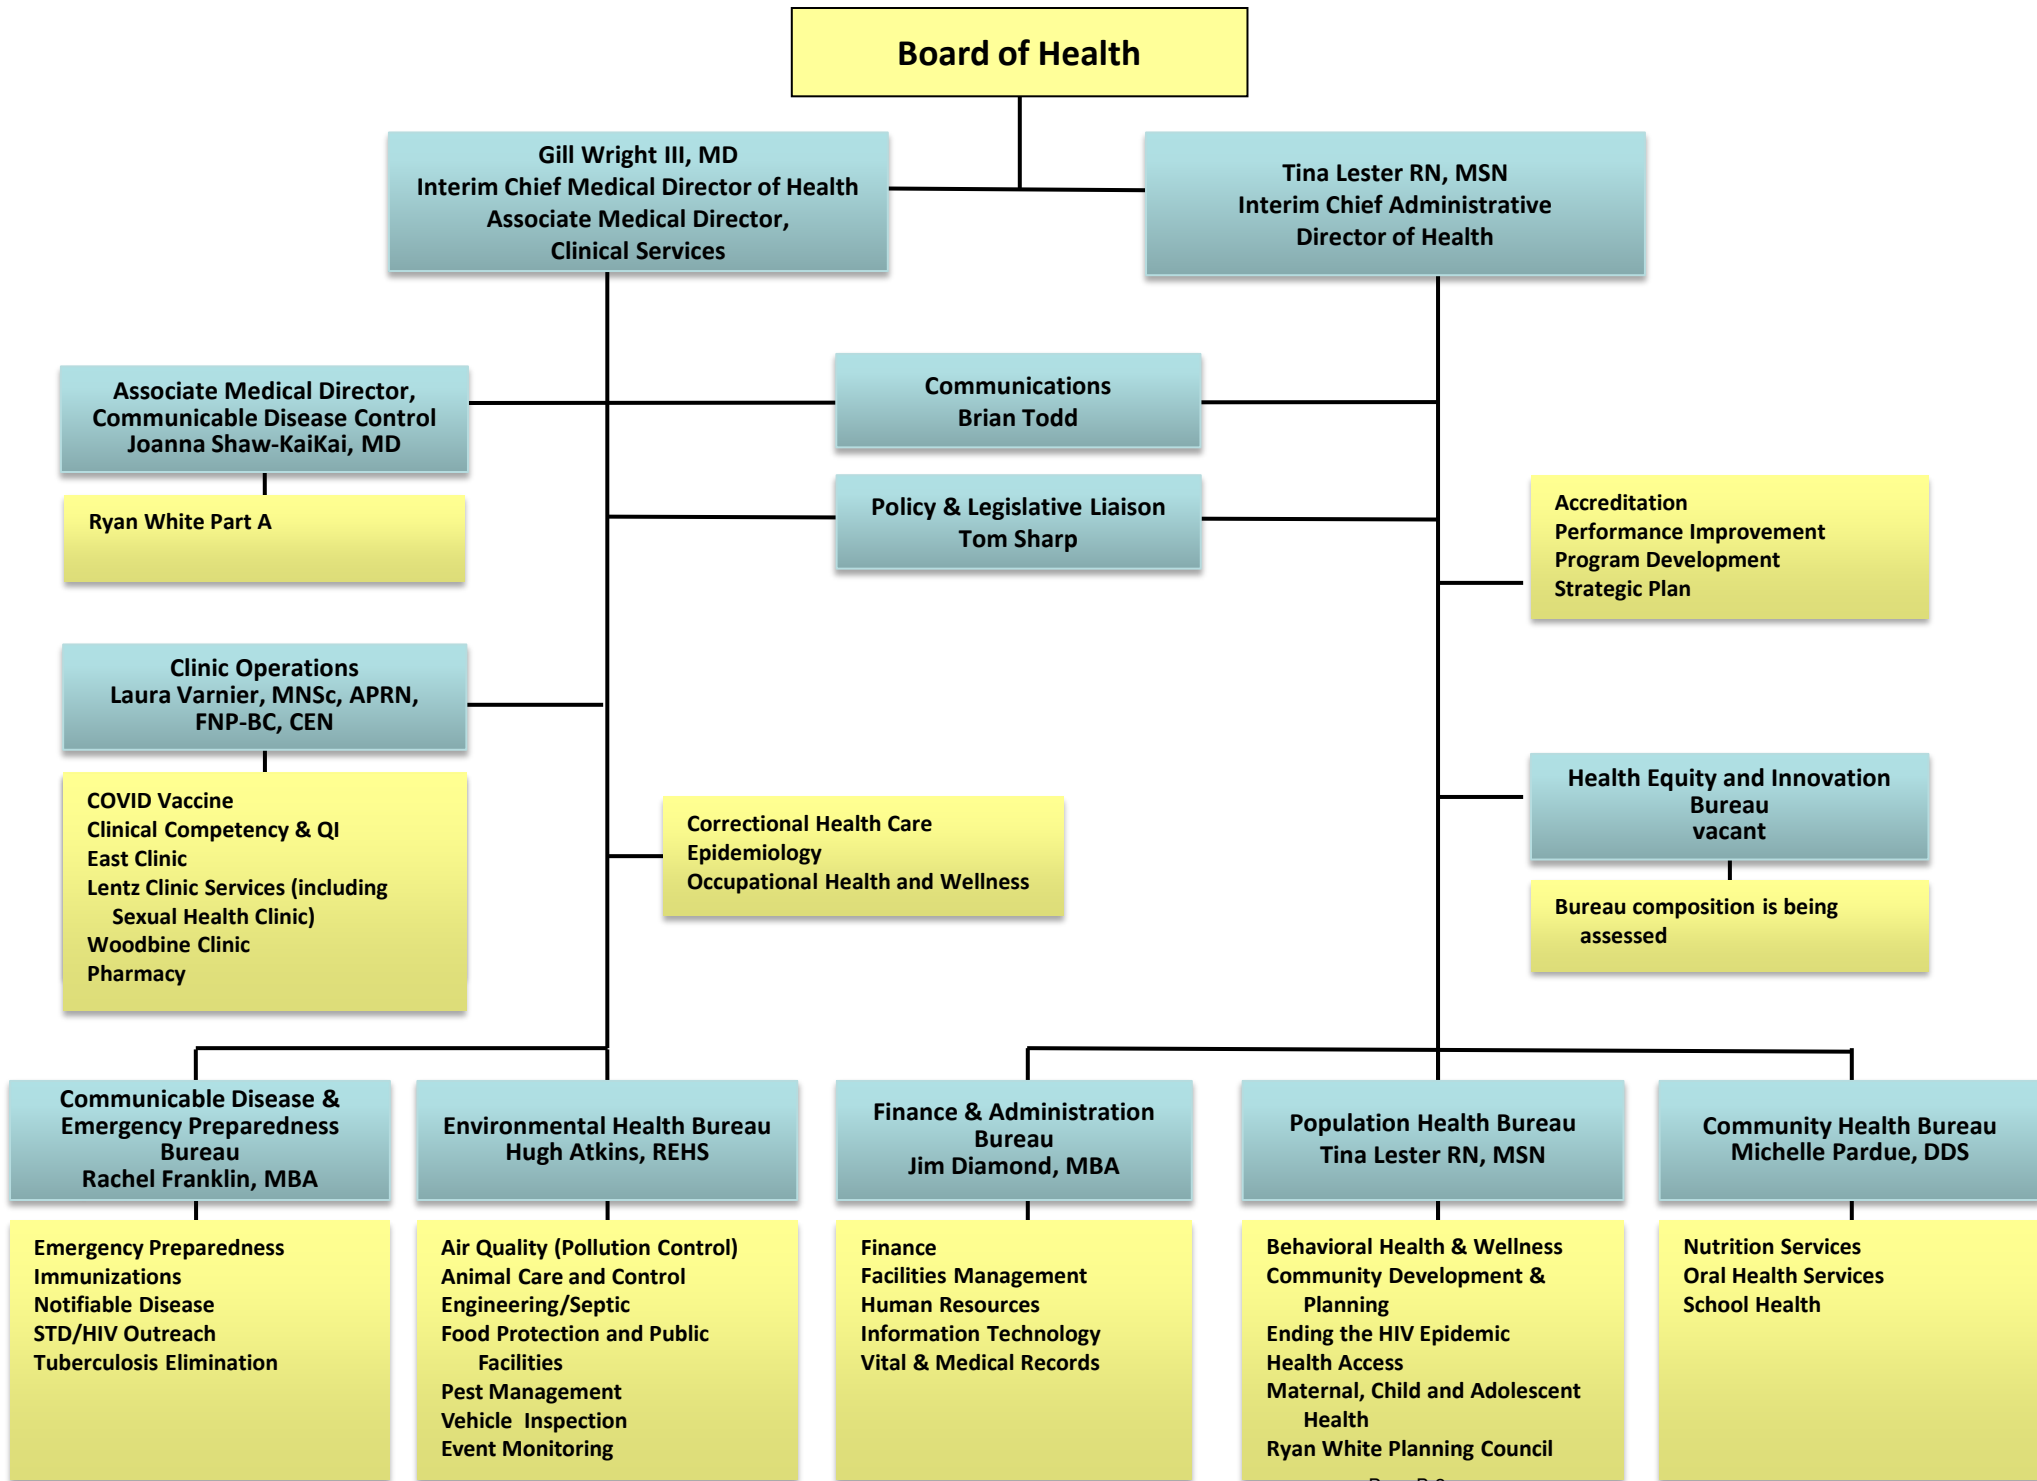 Board of Health
Gill Wright III, MD
Interim Chief Medical Director of Health
Associate Medical Director,
Clinical Services
Tina Lester RN, MSN
Interim Chief Administrative
Director of Health
Associate Medical Director,
Communicable Disease Control
Joanna Shaw-KaiKai, MD
Communications
Brian Todd
Ryan White Part A
Policy & Legislative Liaison
Tom Sharp
Accreditation
Performance Improvement
Program Development
Strategic Plan
Clinic Operations
Laura Varnier, MNSc, APRN,
FNP-BC, CEN
COVID Vaccine
Clinical Competency & QI
East Clinic
Lentz Clinic Services (including
Sexual Health Clinic)
Woodbine Clinic
Pharmacy
Correctional Health Care
Epidemiology
Occupational Health and Wellness
Health Equity and Innovation
Bureau
vacant
Bureau composition is being
assessed
Communicable Disease &
Emergency Preparedness
Bureau
Rachel Franklin, MBA
Environmental Health Bureau
Hugh Atkins, REHS
Finance & Administration
Bureau
Jim Diamond, MBA
Population Health Bureau
Tina Lester RN, MSN
Community Health Bureau
Michelle Pardue, DDS
Emergency Preparedness
Immunizations
Notifiable Disease
STD/HIV Outreach
Tuberculosis Elimination
Air Quality (Pollution Control)
Animal Care and Control
Engineering/Septic
Food Protection and Public
Facilities
Pest Management
Vehicle Inspection
Event Monitoring
Finance
Facilities Management
Human Resources
Information Technology
Vital & Medical Records
Behavioral Health & Wellness
Community Development &
Planning
Ending the HIV Epidemic
Health Access
Maternal, Child and Adolescent
Health
Ryan White Planning Council
Nutrition Services
Oral Health Services
School Health